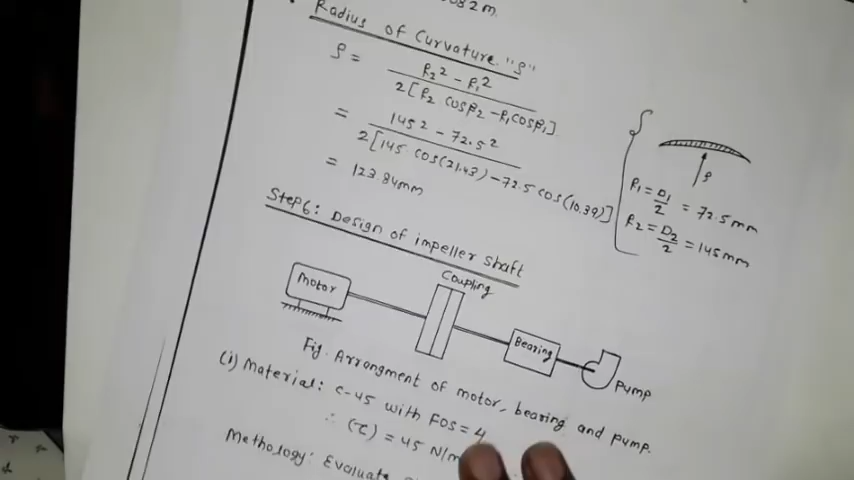 Radius of Curvature "ρ"
ρ = R₂² - R₁² / 2[R₂ cosβ₂ - R₁cosβ₁]
= 145² - 72.5² / 2[145 cos(21.43) - 72.5 cos(10.39)]
= 123.84mm
ρ
R₁ = D₁/2 = 72.5mm
R₂ = D₂/2 = 145mm
Step6: Design of impeller shaft
Motor
Coupling
Bearing
Pump
Fig. Arrangment of motor, bearing and pump.
(i) Material: C-45 with FOS = 4
∴ (τ) = 45 N/m
Methology: Evaluate